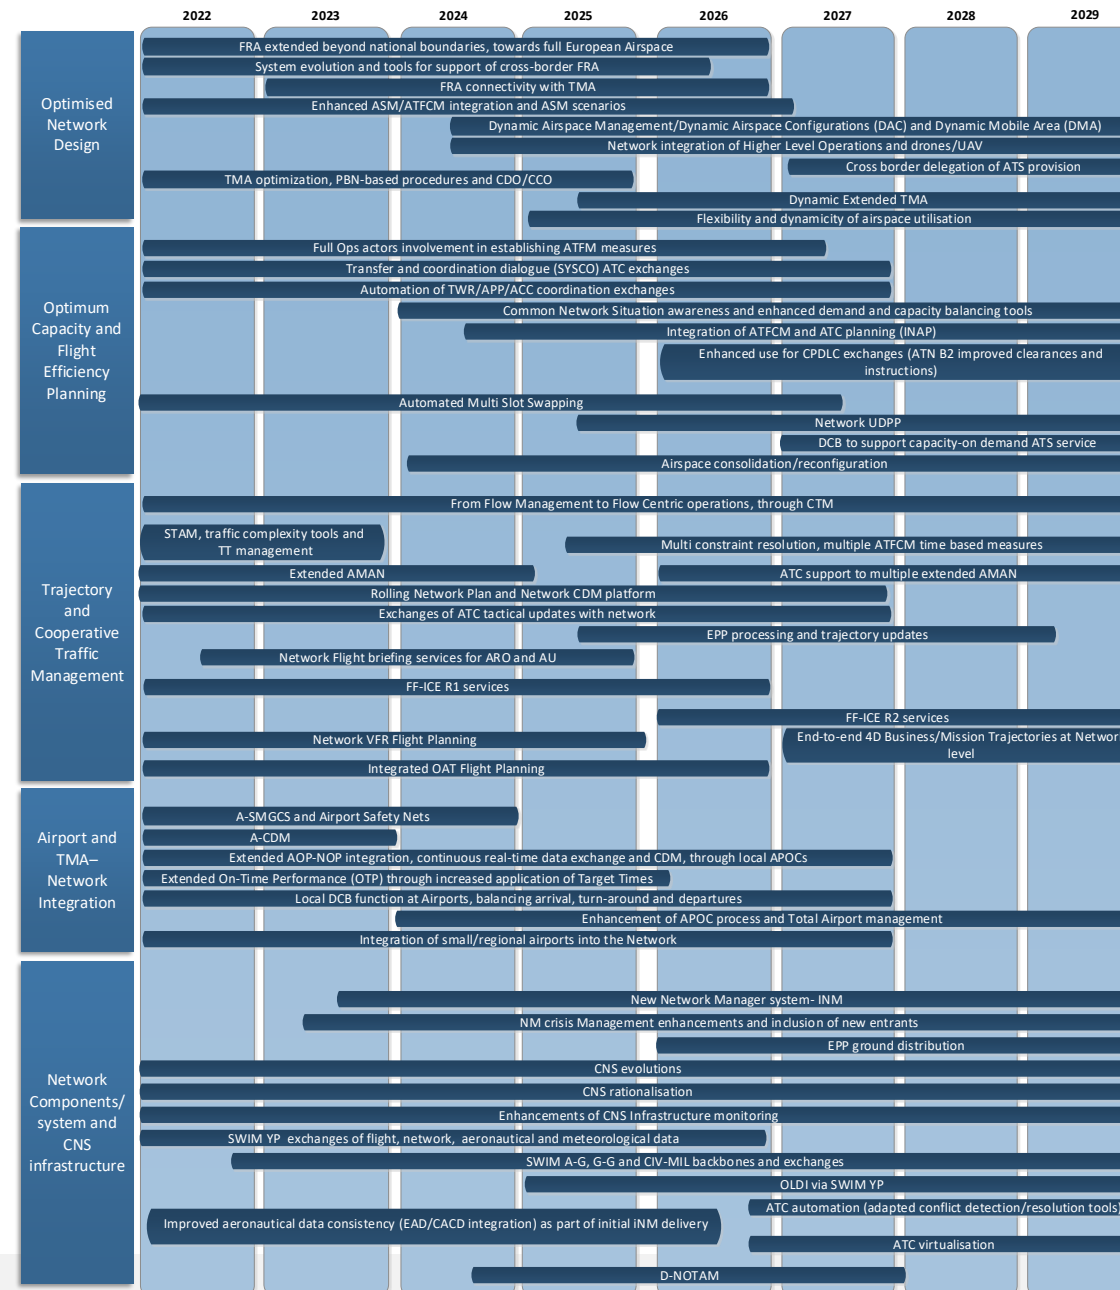 2022 2023 2024 2025 2026 2027 2028 2029
Optimised
Network
Design
FRA extended beyond national boundaries, towards full European Airspace
System evolution and tools for support of cross-border FRA
FRA connectivity with TMA
Enhanced ASM/ATFCM integration and ASM scenarios
Dynamic Airspace Management/Dynamic Airspace Configurations (DAC) and Dynamic Mobile Area (DMA)
Network integration of Higher Level Operations and drones/UAV
Cross border delegation of ATS provision
TMA optimization, PBN-based procedures and CDO/CCO
Dynamic Extended TMA
Flexibility and dynamicity of airspace utilisation
Optimum
Capacity and
Flight
Efficiency
Planning
Full Ops actors involvement in establishing ATFM measures
Transfer and coordination dialogue (SYSCO) ATC exchanges
Automation of TWR/APP/ACC coordination exchanges
Common Network Situation awareness and enhanced demand and capacity balancing tools
Integration of ATFCM and ATC planning (INAP)
Enhanced use for CPDLC exchanges (ATN B2 improved clearances and
instructions)
Automated Multi Slot Swapping
Network UDPP
DCB to support capacity-on demand ATS service
Airspace consolidation/reconfiguration
Trajectory
and
Cooperative
Traffic
Management
From Flow Management to Flow Centric operations, through CTM
STAM, traffic complexity tools and
TT management
Multi constraint resolution, multiple ATFCM time based measures
Extended AMAN
ATC support to multiple extended AMAN
Rolling Network Plan and Network CDM platform
Exchanges of ATC tactical updates with network
EPP processing and trajectory updates
Network Flight briefing services for ARO and AU
FF-ICE R1 services
FF-ICE R2 services
Network VFR Flight Planning
End-to-end 4D Business/Mission Trajectories at Networ
level
Integrated OAT Flight Planning
Airport and
TMA–
Network
Integration
A-SMGCS and Airport Safety Nets
A-CDM
Extended AOP-NOP integration, continuous real-time data exchange and CDM, through local APOCs
Extended On-Time Performance (OTP) through increased application of Target Times
Local DCB function at Airports, balancing arrival, turn-around and departures
Enhancement of APOC process and Total Airport management
Integration of small/regional airports into the Network
Network
Components/
system and
CNS
infrastructure
New Network Manager system- INM
NM crisis Management enhancements and inclusion of new entrants
EPP ground distribution
CNS evolutions
CNS rationalisation
Enhancements of CNS Infrastructure monitoring
SWIM YP exchanges of flight, network, aeronautical and meteorological data
SWIM A-G, G-G and CIV-MIL backbones and exchanges
OLDI via SWIM YP
ATC automation (adapted conflict detection/resolution tools)
Improved aeronautical data consistency (EAD/CACD integration) as part of initial iNM delivery
ATC virtualisation
D-NOTAM